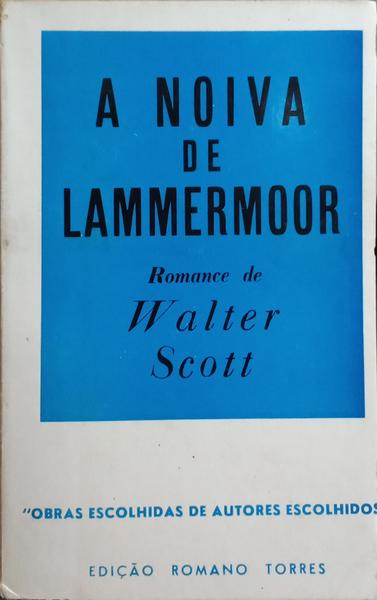 A NOIVA
DE
LAMMERMOOR
Romance de
Walter
Scott
"OBRAS ESCOLHIDAS DE AUTORES ESCOLHIDOS
EDIÇÃO ROMANO TORRES